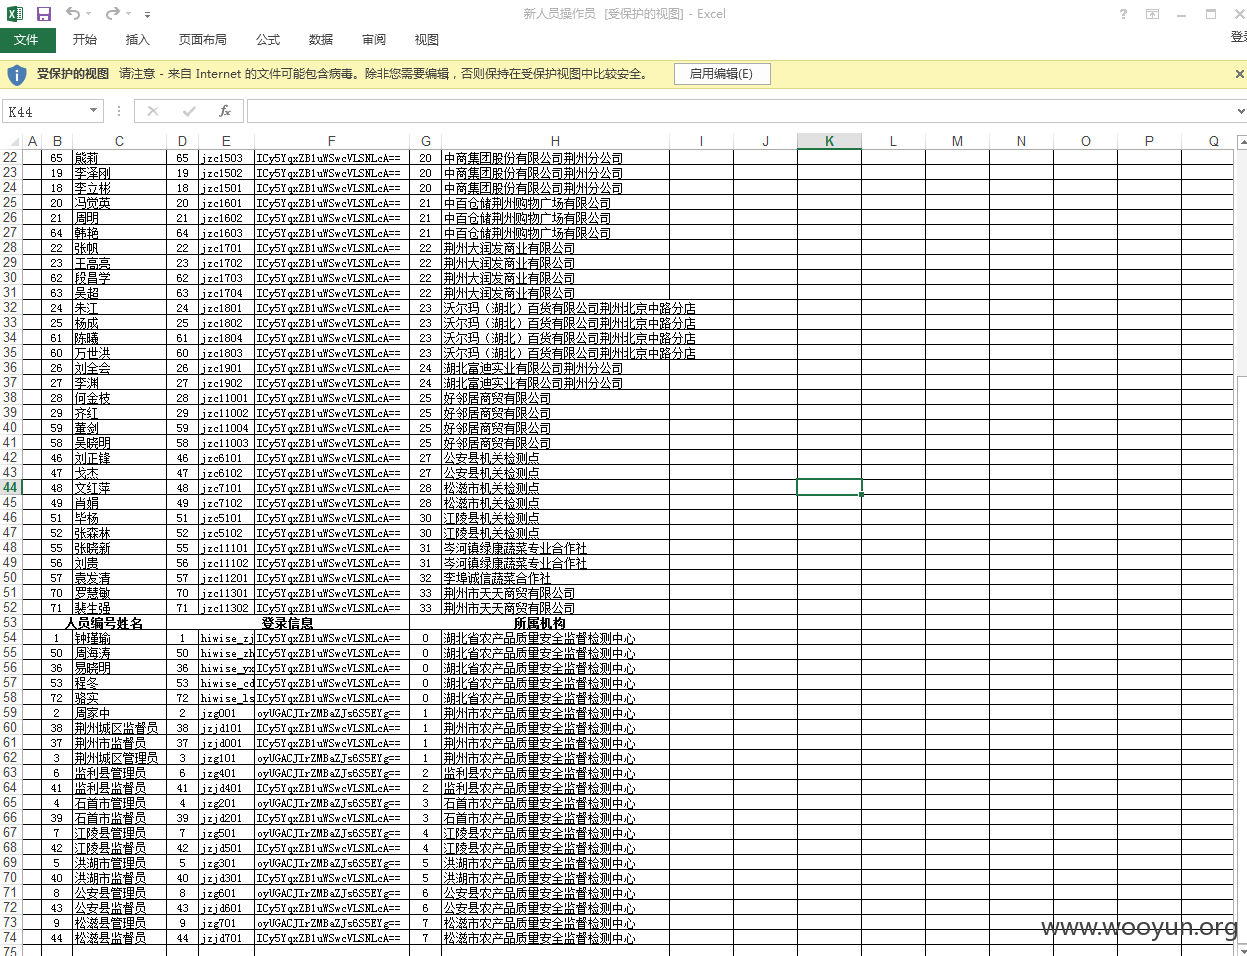 新人员操作员 [受保护的视图] - Excel
文件 开始 插入 页面布局 公式 数据 审阅 视图 登录
受保护的视图 请注意 - 来自 Internet 的文件可能包含病毒。除非您需要编辑，否则保持在受保护视图中比较安全。 启用编辑(E)
K44 fx
A B C D E F G H I J K L M N O P Q
22 65 熊莉 65 jzc1503 ICy5YqxZB1uWSwcVLSNLcA== 20 中商集团股份有限公司荆州分公司
23 19 李泽刚 19 jzc1502 ICy5YqxZB1uWSwcVLSNLcA== 20 中商集团股份有限公司荆州分公司
24 18 李立彬 18 jzc1501 ICy5YqxZB1uWSwcVLSNLcA== 20 中商集团股份有限公司荆州分公司
25 20 冯觉英 20 jzc1601 ICy5YqxZB1uWSwcVLSNLcA== 21 中百仓储荆州购物广场有限公司
26 21 周明 21 jzc1602 ICy5YqxZB1uWSwcVLSNLcA== 21 中百仓储荆州购物广场有限公司
27 64 韩艳 64 jzc1603 ICy5YqxZB1uWSwcVLSNLcA== 21 中百仓储荆州购物广场有限公司
28 22 张帆 22 jzc1701 ICy5YqxZB1uWSwcVLSNLcA== 22 荆州大润发商业有限公司
29 23 王高亮 23 jzc1702 ICy5YqxZB1uWSwcVLSNLcA== 22 荆州大润发商业有限公司
30 62 段昌学 62 jzc1703 ICy5YqxZB1uWSwcVLSNLcA== 22 荆州大润发商业有限公司
31 63 吴超 63 jzc1704 ICy5YqxZB1uWSwcVLSNLcA== 22 荆州大润发商业有限公司
32 24 朱江 24 jzc1801 ICy5YqxZB1uWSwcVLSNLcA== 23 沃尔玛（湖北）百货有限公司荆州北京中路分店
33 25 杨成 25 jzc1802 ICy5YqxZB1uWSwcVLSNLcA== 23 沃尔玛（湖北）百货有限公司荆州北京中路分店
34 61 陈曦 61 jzc1804 ICy5YqxZB1uWSwcVLSNLcA== 23 沃尔玛（湖北）百货有限公司荆州北京中路分店
35 60 万世洪 60 jzc1803 ICy5YqxZB1uWSwcVLSNLcA== 23 沃尔玛（湖北）百货有限公司荆州北京中路分店
36 26 刘全会 26 jzc1901 ICy5YqxZB1uWSwcVLSNLcA== 24 湖北富迪实业有限公司荆州分公司
37 27 李渊 27 jzc1902 ICy5YqxZB1uWSwcVLSNLcA== 24 湖北富迪实业有限公司荆州分公司
38 28 何金枝 28 jzc11001 ICy5YqxZB1uWSwcVLSNLcA== 25 好邻居商贸有限公司
39 29 齐红 29 jzc11002 ICy5YqxZB1uWSwcVLSNLcA== 25 好邻居商贸有限公司
40 59 董剑 59 jzc11004 ICy5YqxZB1uWSwcVLSNLcA== 25 好邻居商贸有限公司
41 58 吴晓明 58 jzc11003 ICy5YqxZB1uWSwcVLSNLcA== 25 好邻居商贸有限公司
42 46 刘正锋 46 jzc6101 ICy5YqxZB1uWSwcVLSNLcA== 27 公安县机关检测点
43 47 戈杰 47 jzc6102 ICy5YqxZB1uWSwcVLSNLcA== 27 公安县机关检测点
44 48 文红萍 48 jzc7101 ICy5YqxZB1uWSwcVLSNLcA== 28 松滋市机关检测点
45 49 肖娟 49 jzc7102 ICy5YqxZB1uWSwcVLSNLcA== 28 松滋市机关检测点
46 51 毕杨 51 jzc5101 ICy5YqxZB1uWSwcVLSNLcA== 30 江陵县机关检测点
47 52 张森林 52 jzc5102 ICy5YqxZB1uWSwcVLSNLcA== 30 江陵县机关检测点
48 55 张晓新 55 jzc11101 ICy5YqxZB1uWSwcVLSNLcA== 31 岑河镇绿康蔬菜专业合作社
49 56 刘贵 56 jzc11102 ICy5YqxZB1uWSwcVLSNLcA== 31 岑河镇绿康蔬菜专业合作社
50 57 袁发清 57 jzc11201 ICy5YqxZB1uWSwcVLSNLcA== 32 李埠诚信蔬菜合作社
51 70 罗慧敏 70 jzc11301 ICy5YqxZB1uWSwcVLSNLcA== 33 荆州市天天商贸有限公司
52 71 裴生强 71 jzc11302 ICy5YqxZB1uWSwcVLSNLcA== 33 荆州市天天商贸有限公司
53 人员编号姓名 登录信息 所属机构
54 1 钟瑾瑜 1 hiwise_zj ICy5YqxZB1uWSwcVLSNLcA== 0 湖北省农产品质量安全监督检测中心
55 50 周海涛 50 hiwise_zh ICy5YqxZB1uWSwcVLSNLcA== 0 湖北省农产品质量安全监督检测中心
56 36 易晓明 36 hiwise_yx ICy5YqxZB1uWSwcVLSNLcA== 0 湖北省农产品质量安全监督检测中心
57 53 程冬 53 hiwise_cd ICy5YqxZB1uWSwcVLSNLcA== 0 湖北省农产品质量安全监督检测中心
58 72 骆实 72 hiwise_ls ICy5YqxZB1uWSwcVLSNLcA== 0 湖北省农产品质量安全监督检测中心
59 2 周家中 2 jzg001 oyUGACJIrZMBaZJs6S5EYg== 1 荆州市农产品质量安全监督检测中心
60 38 荆州城区监督员 38 jzjd101 ICy5YqxZB1uWSwcVLSNLcA== 1 荆州市农产品质量安全监督检测中心
61 37 荆州市监督员 37 jzjd001 ICy5YqxZB1uWSwcVLSNLcA== 1 荆州市农产品质量安全监督检测中心
62 3 荆州城区管理员 3 jzg101 oyUGACJIrZMBaZJs6S5EYg== 1 荆州市农产品质量安全监督检测中心
63 6 监利县管理员 6 jzg401 oyUGACJIrZMBaZJs6S5EYg== 2 监利县农产品质量安全监督检测中心
64 41 监利县监督员 41 jzjd401 ICy5YqxZB1uWSwcVLSNLcA== 2 监利县农产品质量安全监督检测中心
65 4 石首市管理员 4 jzg201 oyUGACJIrZMBaZJs6S5EYg== 3 石首市农产品质量安全监督检测中心
66 39 石首市监督员 39 jzjd201 ICy5YqxZB1uWSwcVLSNLcA== 3 石首市农产品质量安全监督检测中心
67 7 江陵县管理员 7 jzg501 oyUGACJIrZMBaZJs6S5EYg== 4 江陵县农产品质量安全监督检测中心
68 42 江陵县监督员 42 jzjd501 ICy5YqxZB1uWSwcVLSNLcA== 4 江陵县农产品质量安全监督检测中心
69 5 洪湖市管理员 5 jzg301 oyUGACJIrZMBaZJs6S5EYg== 5 洪湖市农产品质量安全监督检测中心
70 40 洪湖市监督员 40 jzjd301 ICy5YqxZB1uWSwcVLSNLcA== 5 洪湖市农产品质量安全监督检测中心
71 8 公安县管理员 8 jzg601 oyUGACJIrZMBaZJs6S5EYg== 6 公安县农产品质量安全监督检测中心
72 43 公安县监督员 43 jzjd601 ICy5YqxZB1uWSwcVLSNLcA== 6 公安县农产品质量安全监督检测中心
73 9 松滋县管理员 9 jzg701 oyUGACJIrZMBaZJs6S5EYg== 7 松滋市农产品质量安全监督检测中心
74 44 松滋县监督员 44 jzjd701 ICy5YqxZB1uWSwcVLSNLcA== 7 松滋市农产品质量安全监督检测中心
75
www.wooyun.org